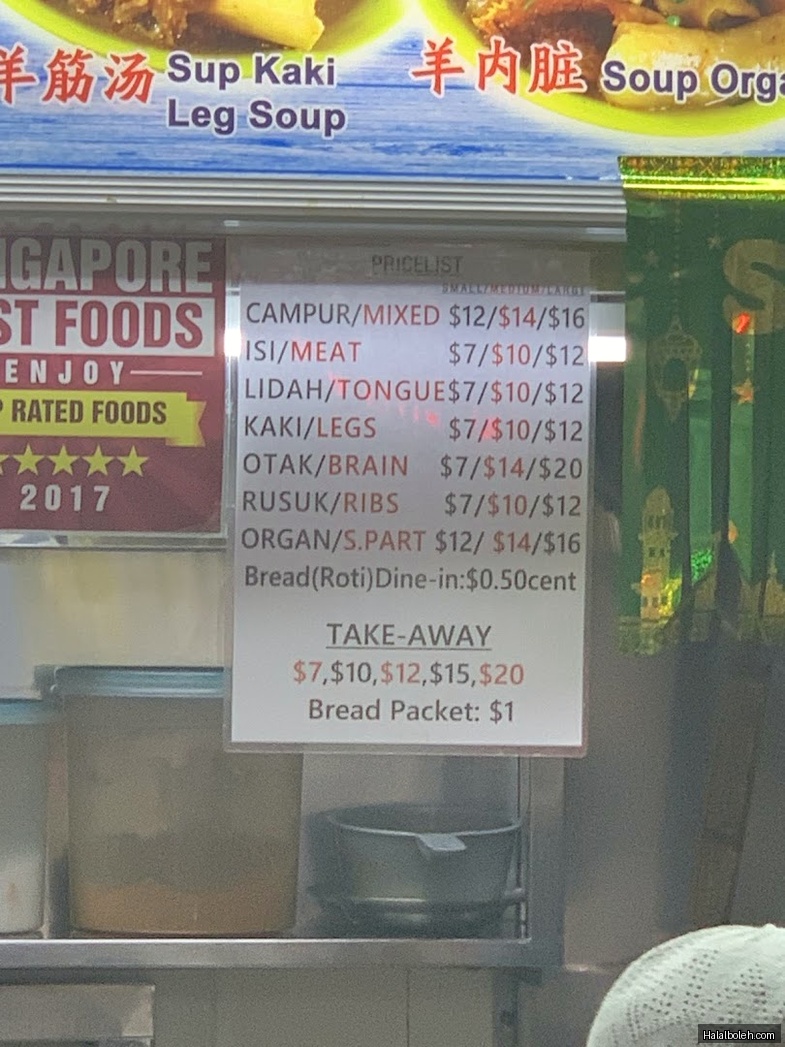 羊筋汤 Sup Kaki
Leg Soup
羊内脏 Soup
PRICELIST
SMALL/MEDIUM/LARGE
CAMPUR/MIXED $12/$14/$16
ISI/MEAT $7/$10/$12
LIDAH/TONGUE$7/$10/$12
KAKI/LEGS $7/$10/$12
OTAK/BRAIN $7/$14/$20
RUSUK/RIBS $7/$10/$12
ORGAN/S.PART $12/ $14/$16
Bread(Roti)Dine-in:$0.50cent
TAKE-AWAY
$7,$10,$12,$15,$20
Bread Packet: $1
FOODS
ENJOY
RATED FOODS
2017
Halalboleh.com